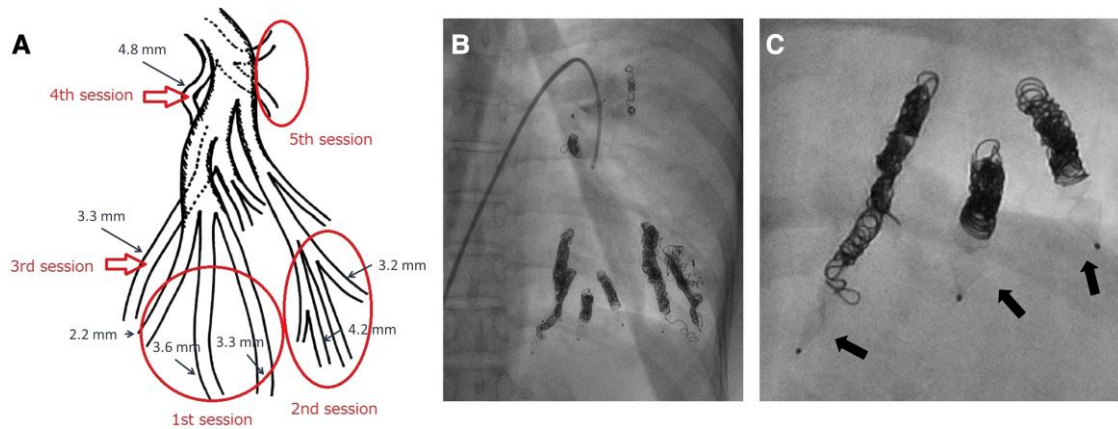 A
4.8 mm
4th session
5th session
3.3 mm
3rd session
3.2 mm
2.2 mm
4.2 mm
3.6 mm
3.3 mm
2nd session
1st session
B
C